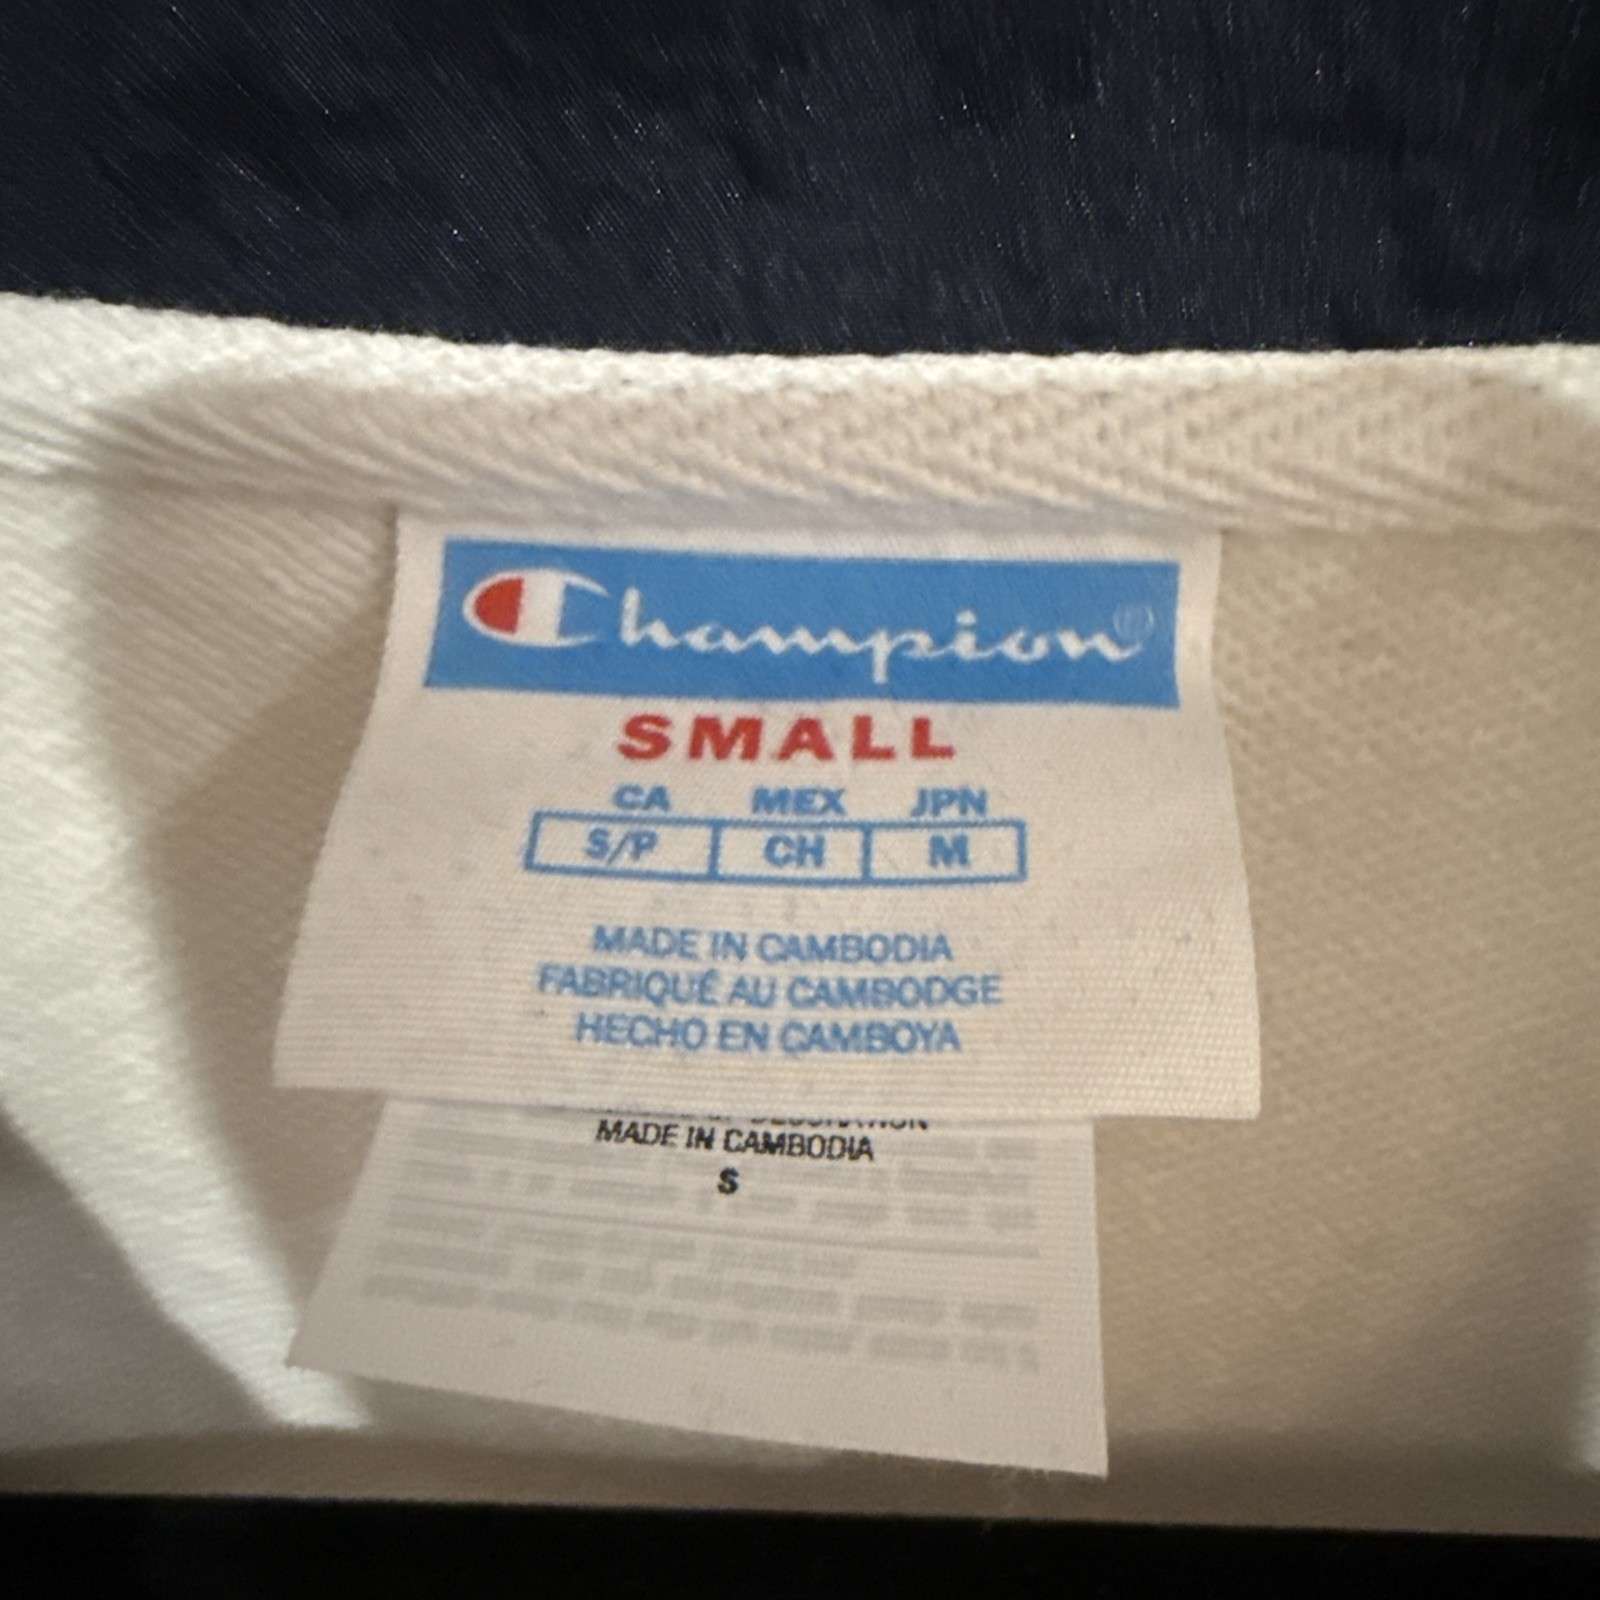 Champion®
SMALL
CA MEX JPN
S/P CH M
MADE IN CAMBODIA
FABRIQUÉ AU CAMBODGE
HECHO EN CAMBOYA
MADE IN CAMBODIA
S